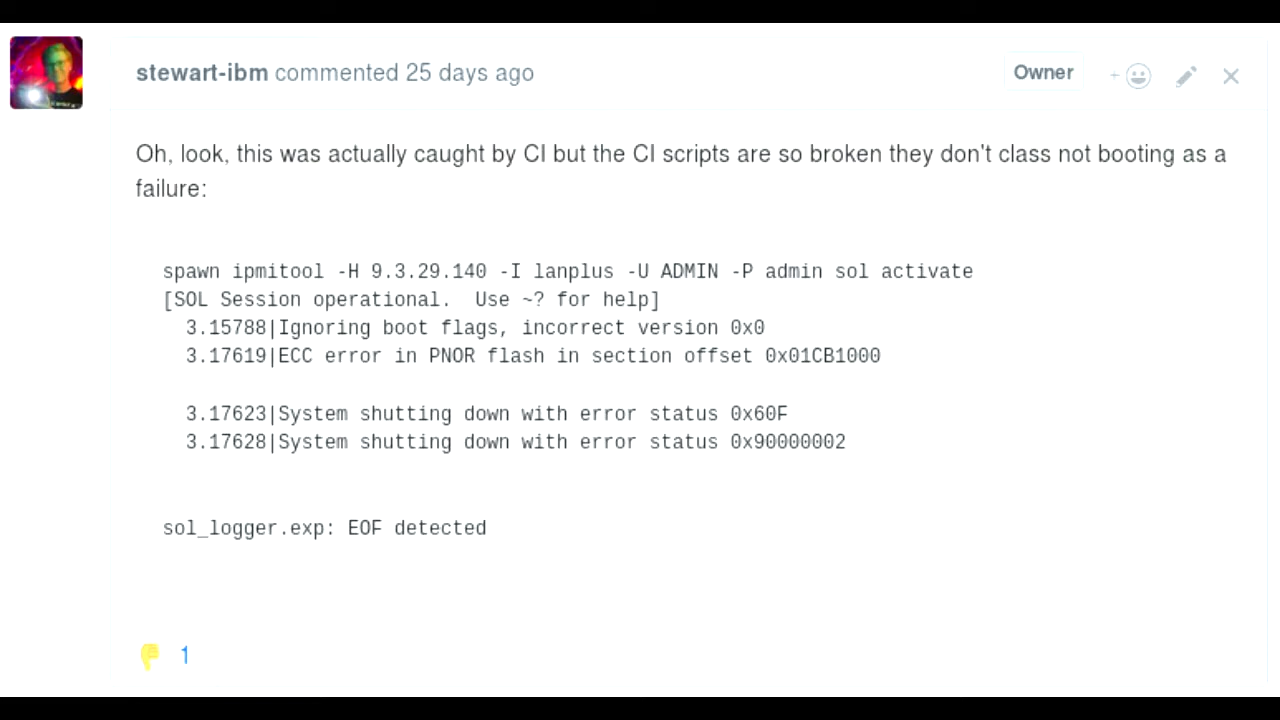 stewart-ibm commented 25 days ago
Owner
Oh, look, this was actually caught by CI but the CI scripts are so broken they don't class not booting as a
failure:
spawn ipmitool -H 9.3.29.140 -I lanplus -U ADMIN -P admin sol activate
[SOL Session operational.  Use ~? for help]
  3.15788|Ignoring boot flags, incorrect version 0x0
  3.17619|ECC error in PNOR flash in section offset 0x01CB1000
  3.17623|System shutting down with error status 0x60F
  3.17628|System shutting down with error status 0x90000002
sol_logger.exp: EOF detected
1